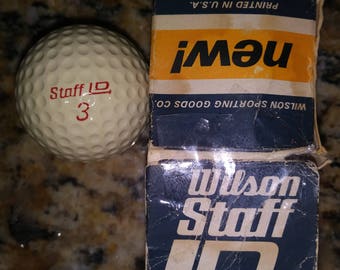 Staff LD
3
PRINTED IN U.S.A.
new!
WILSON SPORTING GOODS CO.
Wilson
Staff
LD